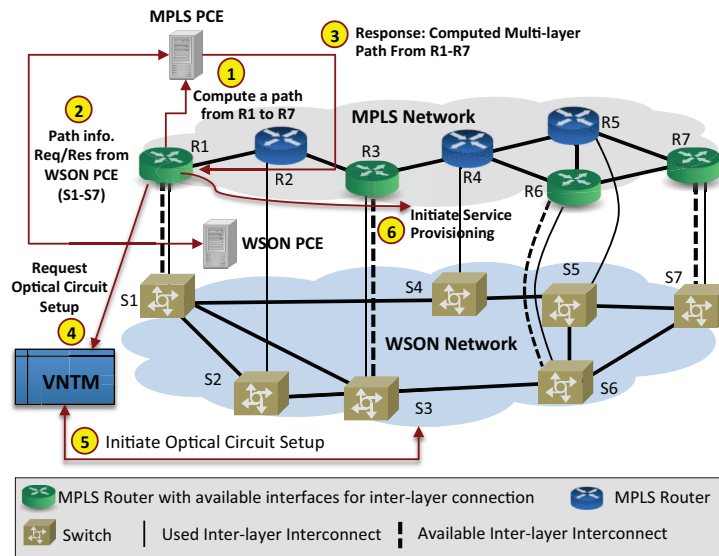 MPLS PCE
3
Response: Computed Multi-layer
Path From R1-R7
1
Compute a path
from R1 to R7
2
Path info.
Req/Res from
WSON PCE
(S1-S7)
MPLS Network
R1
R2
R3
R4
R5
R6
R7
6
Initiate Service
Provisioning
WSON PCE
Request
Optical Circuit
Setup
4
VNTM
S1
S4
S5
S7
WSON Network
S2
S3
S6
5
Initiate Optical Circuit Setup
MPLS Router with available interfaces for inter-layer connection
MPLS Router
Switch
Used Inter-layer Interconnect
Available Inter-layer Interconnect